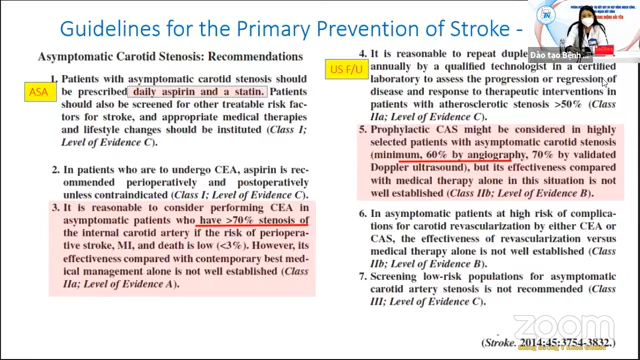 Guidelines for the Primary Prevention of Stroke -
Asymptomatic Carotid Stenosis: Recommendations
ASA
1. Patients with asymptomatic carotid stenosis should
be prescribed daily aspirin and a statin. Patients
should also be screened for other treatable risk fac-
tors for stroke, and appropriate medical therapies
and lifestyle changes should be instituted (Class I;
Level of Evidence C).
2. In patients who are to undergo CEA, aspirin is rec-
ommended perioperatively and postoperatively
unless contraindicated (Class I; Level of Evidence C).
3. It is reasonable to consider performing CEA in
asymptomatic patients who have >70% stenosis of
the internal carotid artery if the risk of periopera-
tive stroke, MI, and death is low (<3%). However, its
effectiveness compared with contemporary best med-
ical management alone is not well established (Class
IIa; Level of Evidence A).
US F/U
4. It is reasonable to repeat duple
annually by a qualified technologist in a certified
laboratory to assess the progression or regression of
disease and response to therapeutic interventions in
patients with atherosclerotic stenosis >50% (Class
IIa; Level of Evidence C).
5. Prophylactic CAS might be considered in highly
selected patients with asymptomatic carotid stenosis
(minimum, 60% by angiography, 70% by validated
Doppler ultrasound), but its effectiveness compared
with medical therapy alone in this situation is not
well established (Class IIb; Level of Evidence B).
6. In asymptomatic patients at high risk of complica-
tions for carotid revascularization by either CEA or
CAS, the effectiveness of revascularization versus
medical therapy alone is not well established (Class
IIb; Level of Evidence B).
7. Screening low-risk populations for asymptomatic
carotid artery stenosis is not recommended (Class
III; Level of Evidence C).
(Stroke. 2014;45:3754-3832.)
Đào tạo Bệnh
zoom